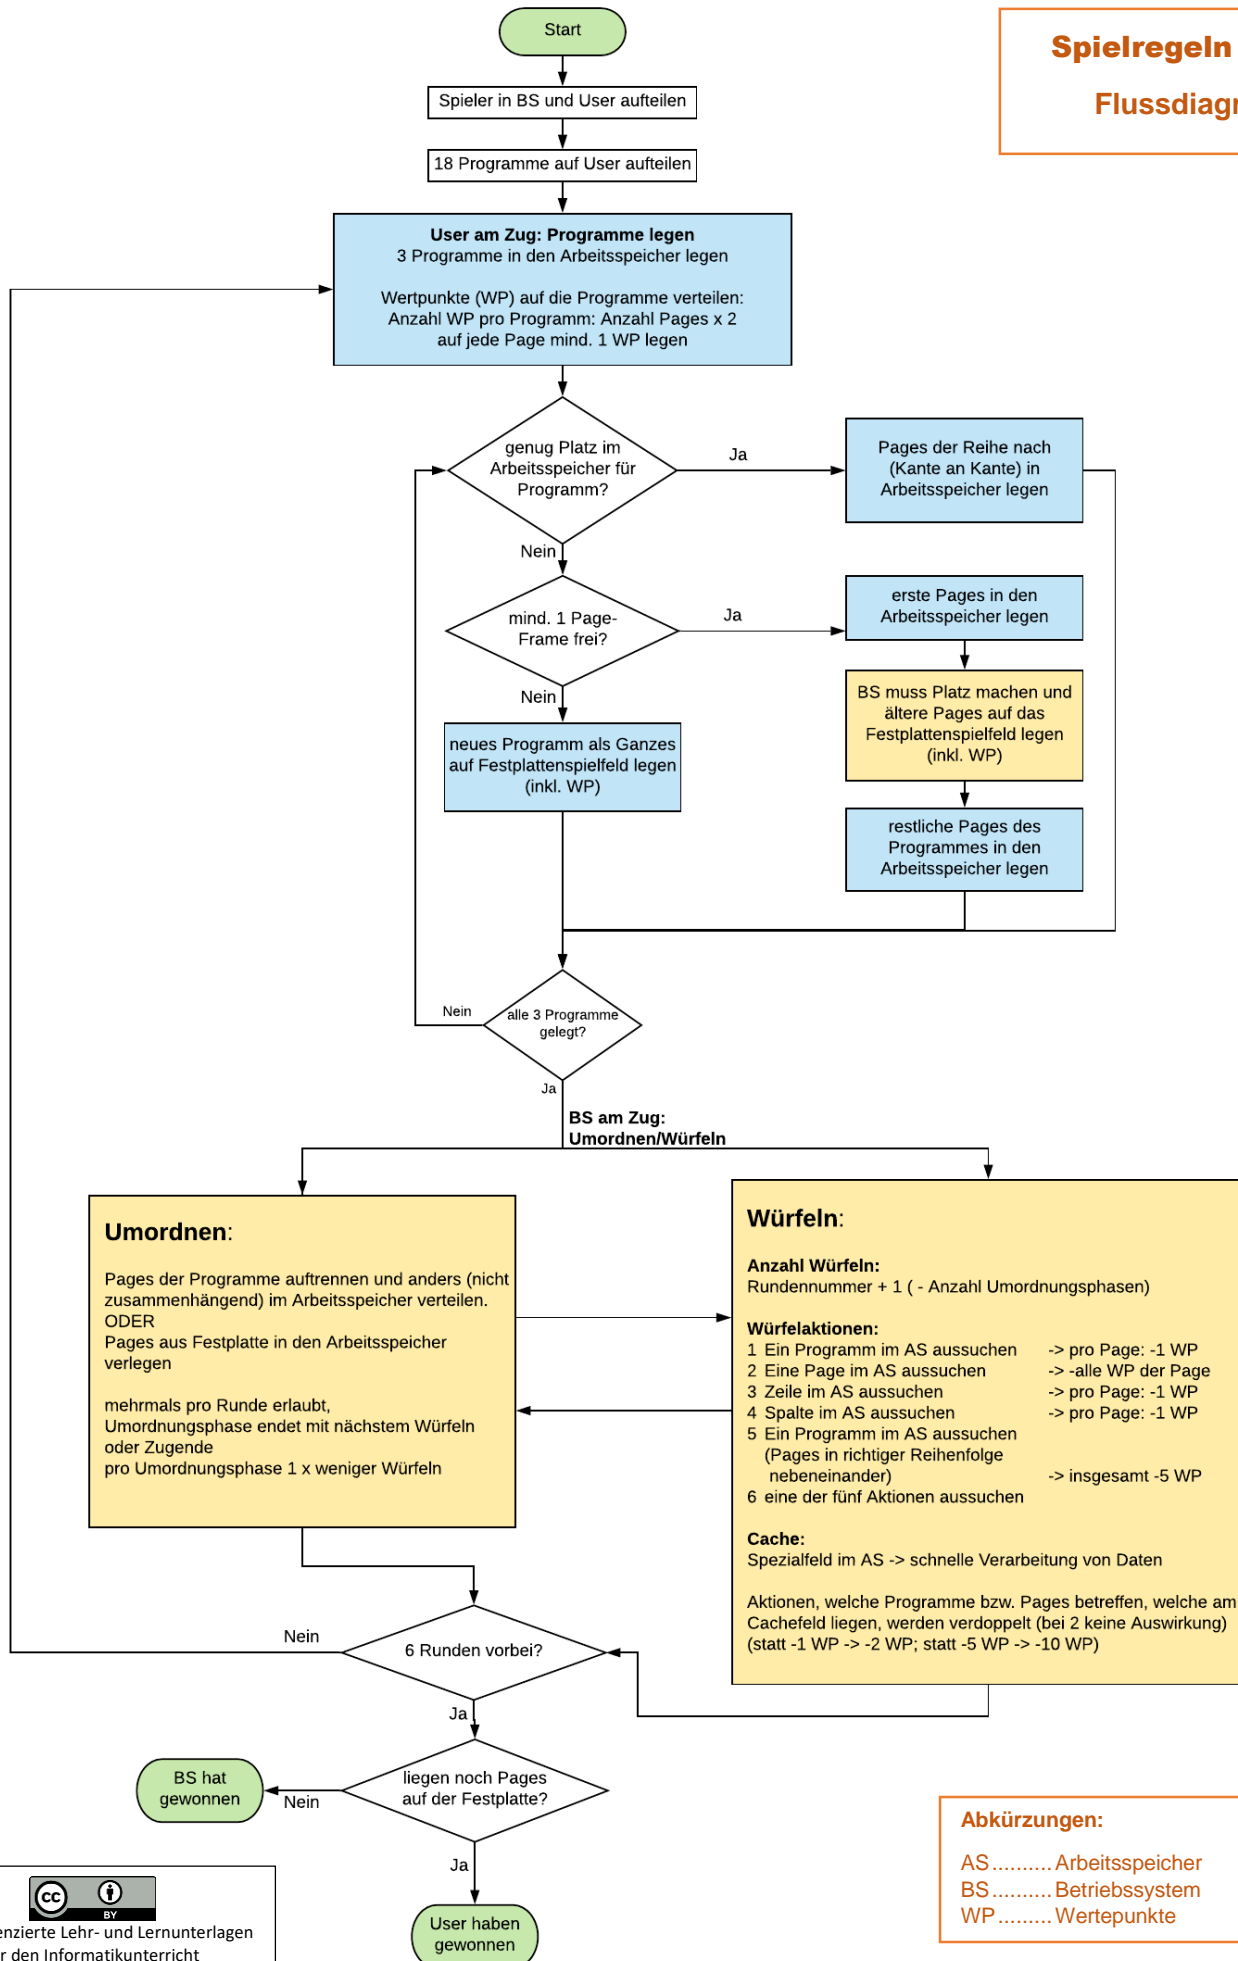 Start
Spielregeln
Flussdiagr
Spieler in BS und User aufteilen
18 Programme auf User aufteilen
User am Zug: Programme legen
3 Programme in den Arbeitsspeicher legen
Wertpunkte (WP) auf die Programme verteilen:
Anzahl WP pro Programm: Anzahl Pages x 2
auf jede Page mind. 1 WP legen
genug Platz im
Arbeitsspeicher für
Programm?
Ja
Pages der Reihe nach
(Kante an Kante) in
Arbeitsspeicher legen
Nein
mind. 1 Page-
Frame frei?
Ja
erste Pages in den
Arbeitsspeicher legen
Nein
BS muss Platz machen und
ältere Pages auf das
Festplattenspielfeld legen
(inkl. WP)
neues Programm als Ganzes
auf Festplattenspielfeld legen
(inkl. WP)
restliche Pages des
Programmes in den
Arbeitsspeicher legen
Nein
alle 3 Programme
gelegt?
Ja
BS am Zug:
Umordnen/Würfeln
Umordnen:
Pages der Programme auftrennen und anders (nicht
zusammenhängend) im Arbeitsspeicher verteilen.
ODER
Pages aus Festplatte in den Arbeitsspeicher
verlegen
mehrmals pro Runde erlaubt,
Umordnungsphase endet mit nächstem Würfeln
oder Zugende
pro Umordnungsphase 1 x weniger Würfeln
Würfeln:
Anzahl Würfeln:
Rundennummer + 1 ( - Anzahl Umordnungsphasen)
Würfelaktionen:
1 Ein Programm im AS aussuchen -> pro Page: -1 WP
2 Eine Page im AS aussuchen -> -alle WP der Page
3 Zeile im AS aussuchen -> pro Page: -1 WP
4 Spalte im AS aussuchen -> pro Page: -1 WP
5 Ein Programm im AS aussuchen
(Pages in richtiger Reihenfolge
nebeneinander) -> insgesamt -5 WP
6 eine der fünf Aktionen aussuchen
Cache:
Spezialfeld im AS -> schnelle Verarbeitung von Daten
Aktionen, welche Programme bzw. Pages betreffen, welche am
Cachefeld liegen, werden verdoppelt (bei 2 keine Auswirkung)
(statt -1 WP -> -2 WP; statt -5 WP -> -10 WP)
Nein
6 Runden vorbei?
Ja
liegen noch Pages
auf der Festplatte?
Nein
BS hat
gewonnen
Ja
User haben
gewonnen
Abkürzungen:
AS.......... Arbeitsspeicher
BS.......... Betriebssystem
WP......... Wertepunkte
cc
BY
enzierte Lehr- und Lernunterlagen
r den Informatikunterricht